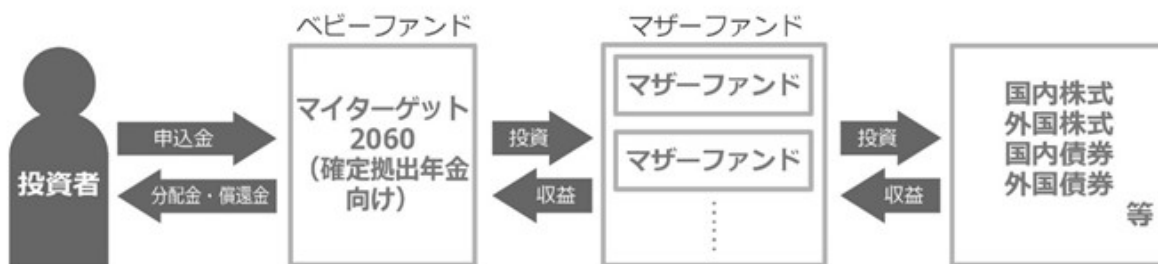 ベビーファンド
マザーファンド
投資者
申込金
分配金・償還金
マイターゲット
2060
（確定拠出年金
向け）
投資
収益
マザーファンド
マザーファンド
投資
収益
国内株式
外国株式
国内債券
外国債券
等